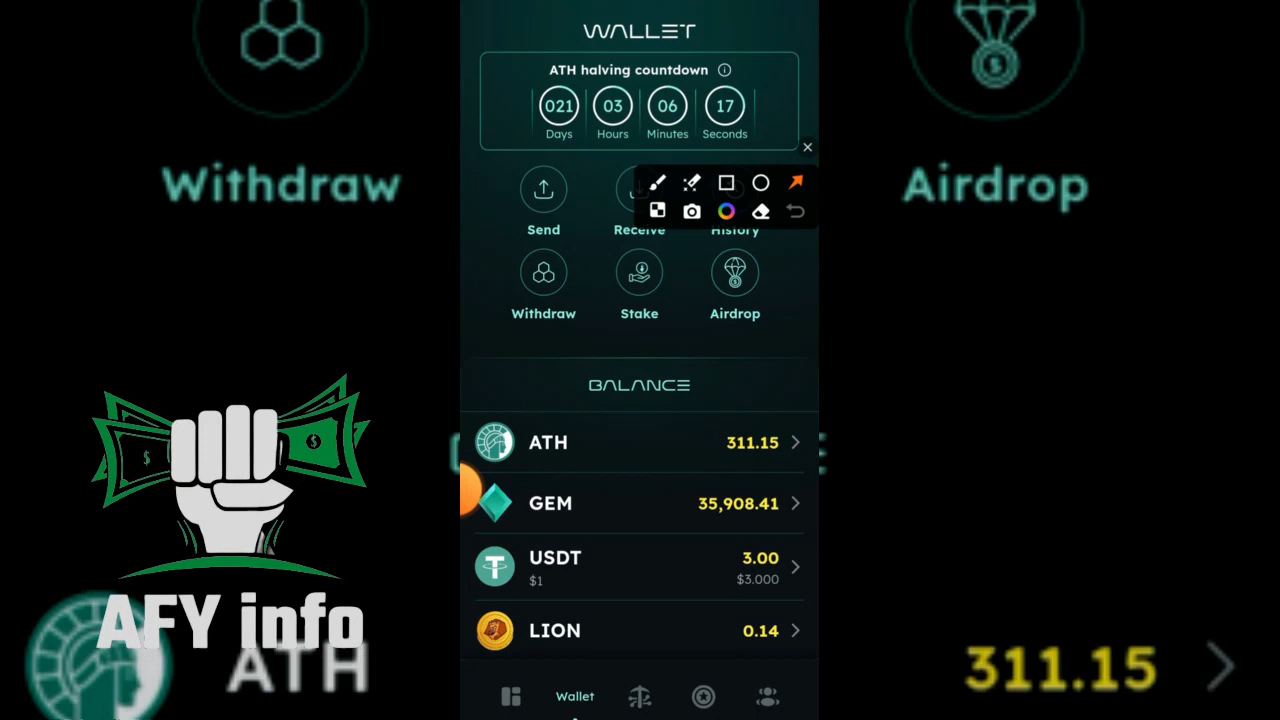 WALLET
ATH halving countdown
021 03 06 17
Days Hours Minutes Seconds
Withdraw
Airdrop
Send Receive History
Withdraw Stake Airdrop
BALANCE
ATH 311.15
GEM 35,908.41
USDT 3.00
$1 $3.000
LION 0.14
Wallet
AFY info
ATH
311.15